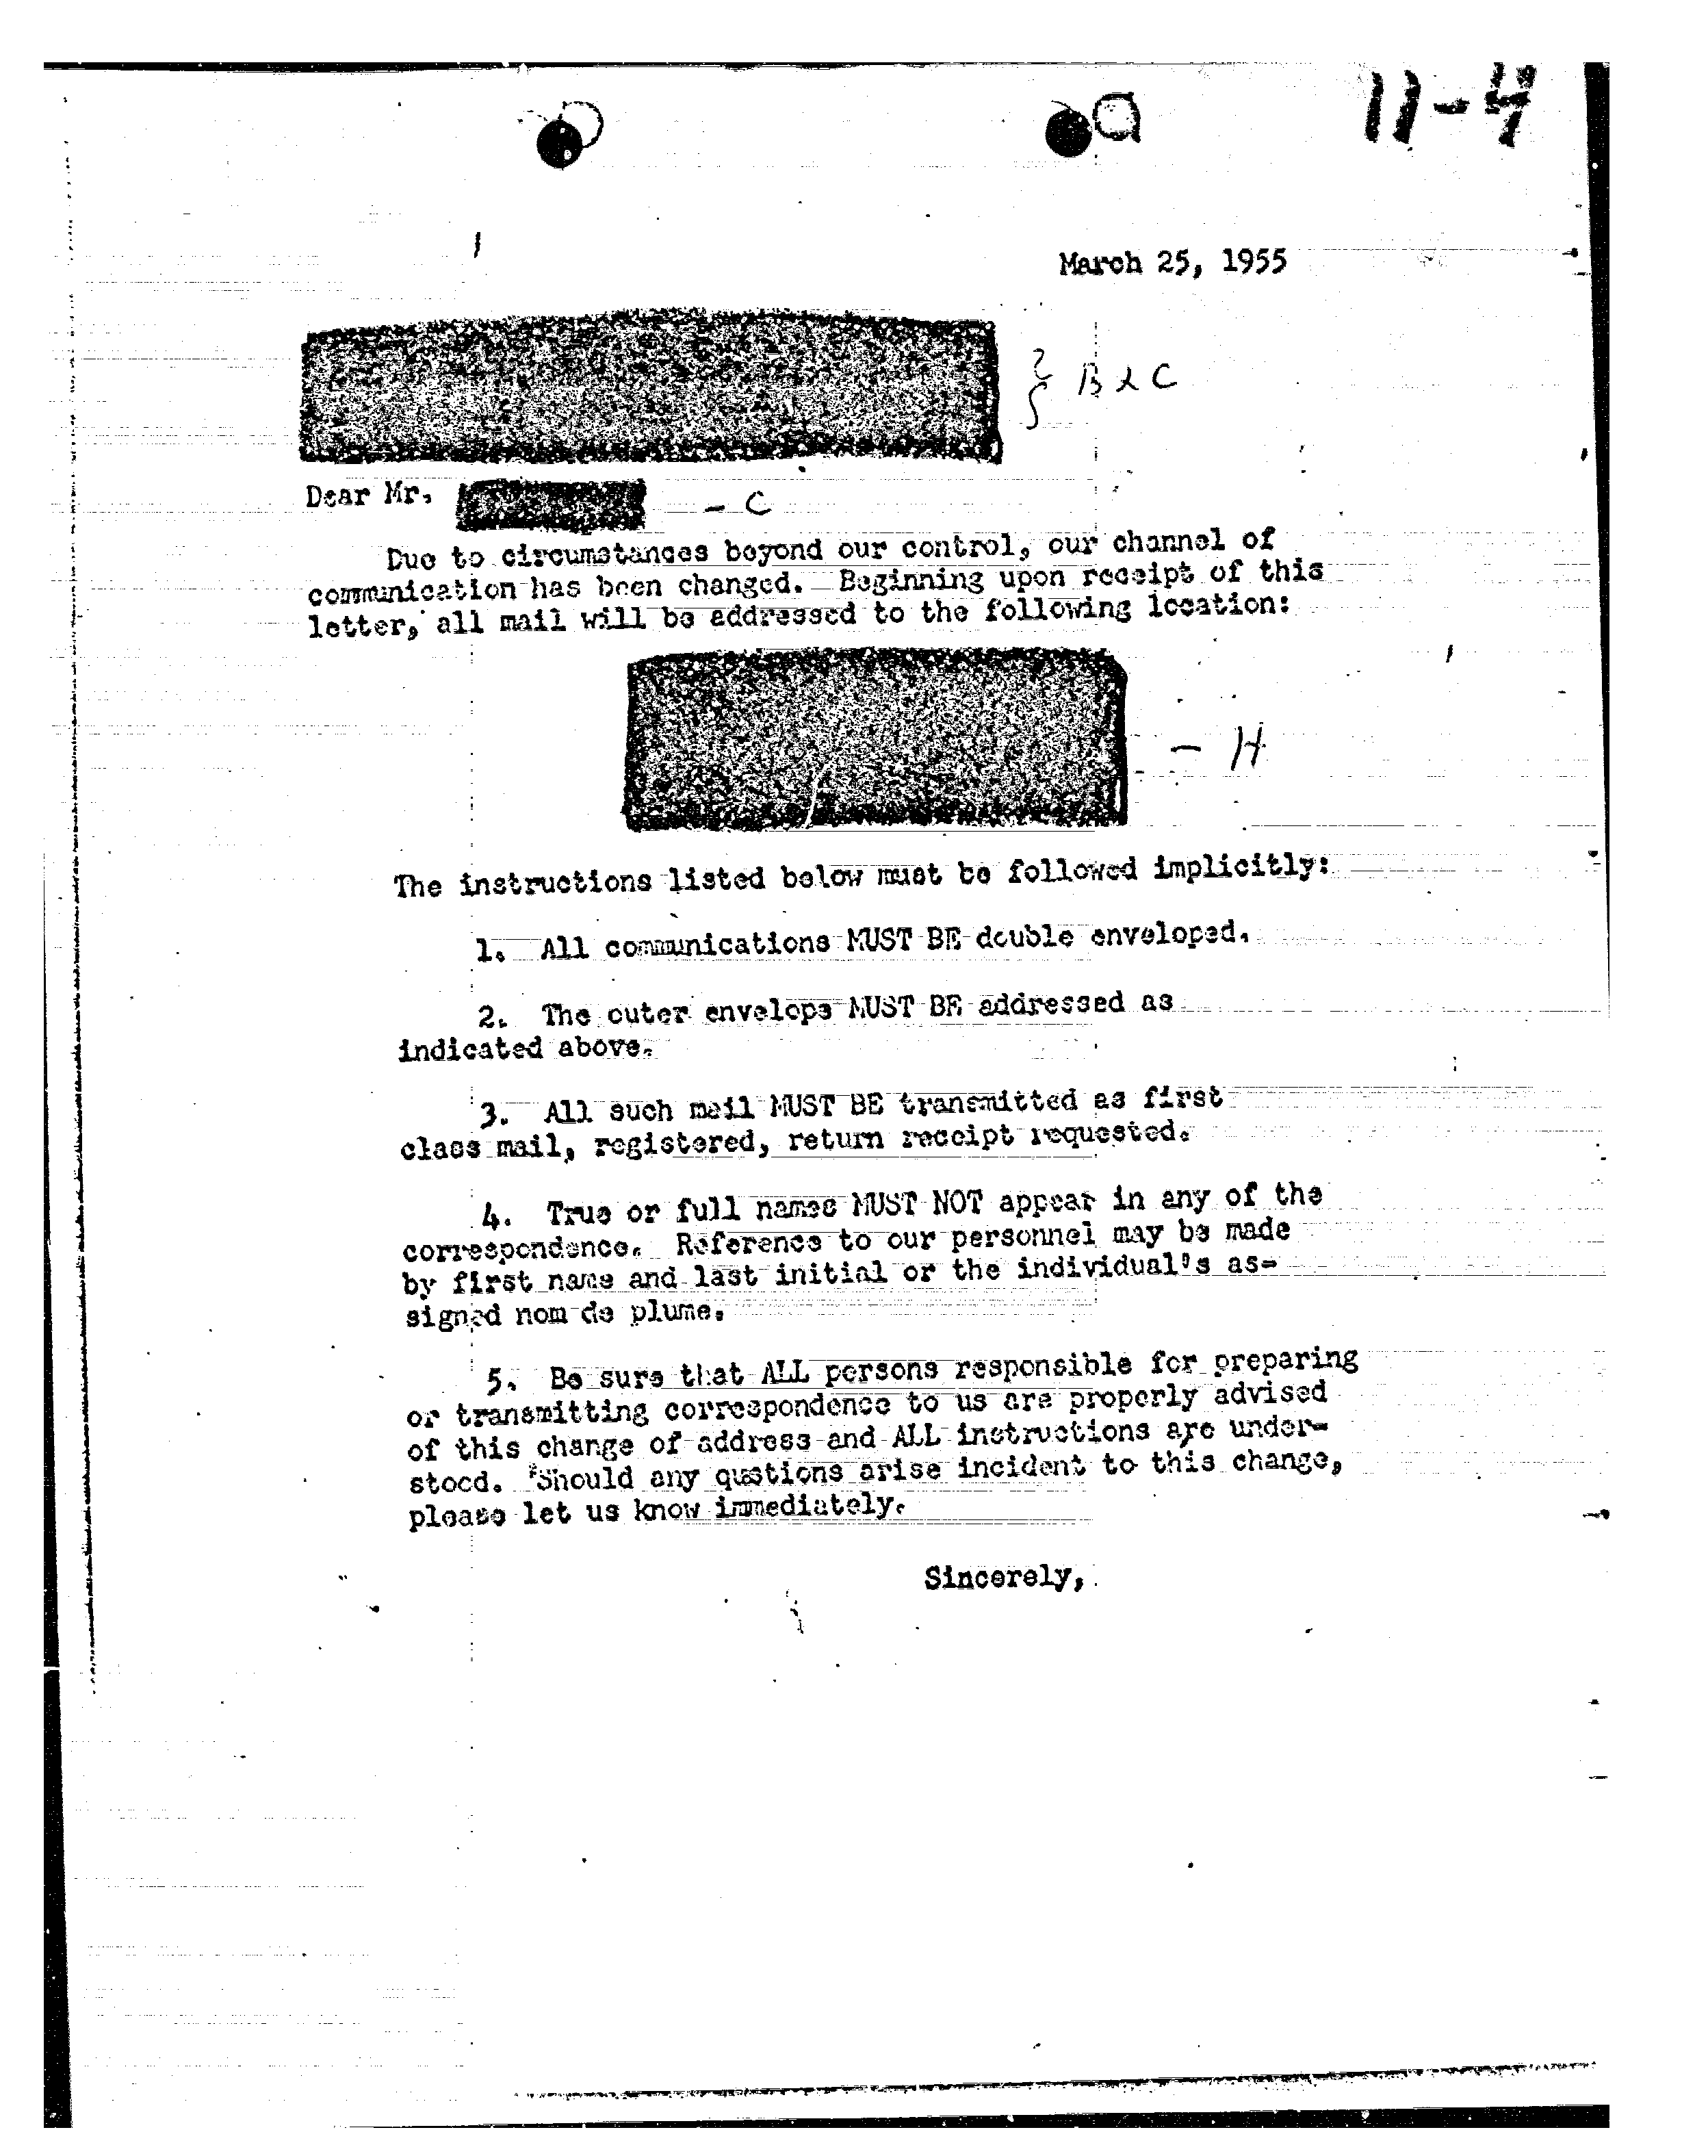 11-4
March 25, 1955
B & C
Dear Mr. - C
Due to circumstances beyond our control, our channel of
communication has been changed. Beginning upon receipt of this
letter, all mail will be addressed to the following location:
- H
The instructions listed below must be followed implicitly:
1. All communications MUST BE double enveloped.
2. The outer envelope MUST BE addressed as
indicated above.
3. All such mail MUST BE transmitted as first
class mail, registered, return receipt requested.
4. True or full names MUST NOT appear in any of the
correspondence. Reference to our personnel may be made
by first name and last initial or the individual's as-
signed nom de plume.
5. Be sure that ALL persons responsible for preparing
or transmitting correspondence to us are properly advised
of this change of address and ALL instructions are under-
stood. Should any qustions arise incident to this change,
please let us know immediately.
Sincerely,